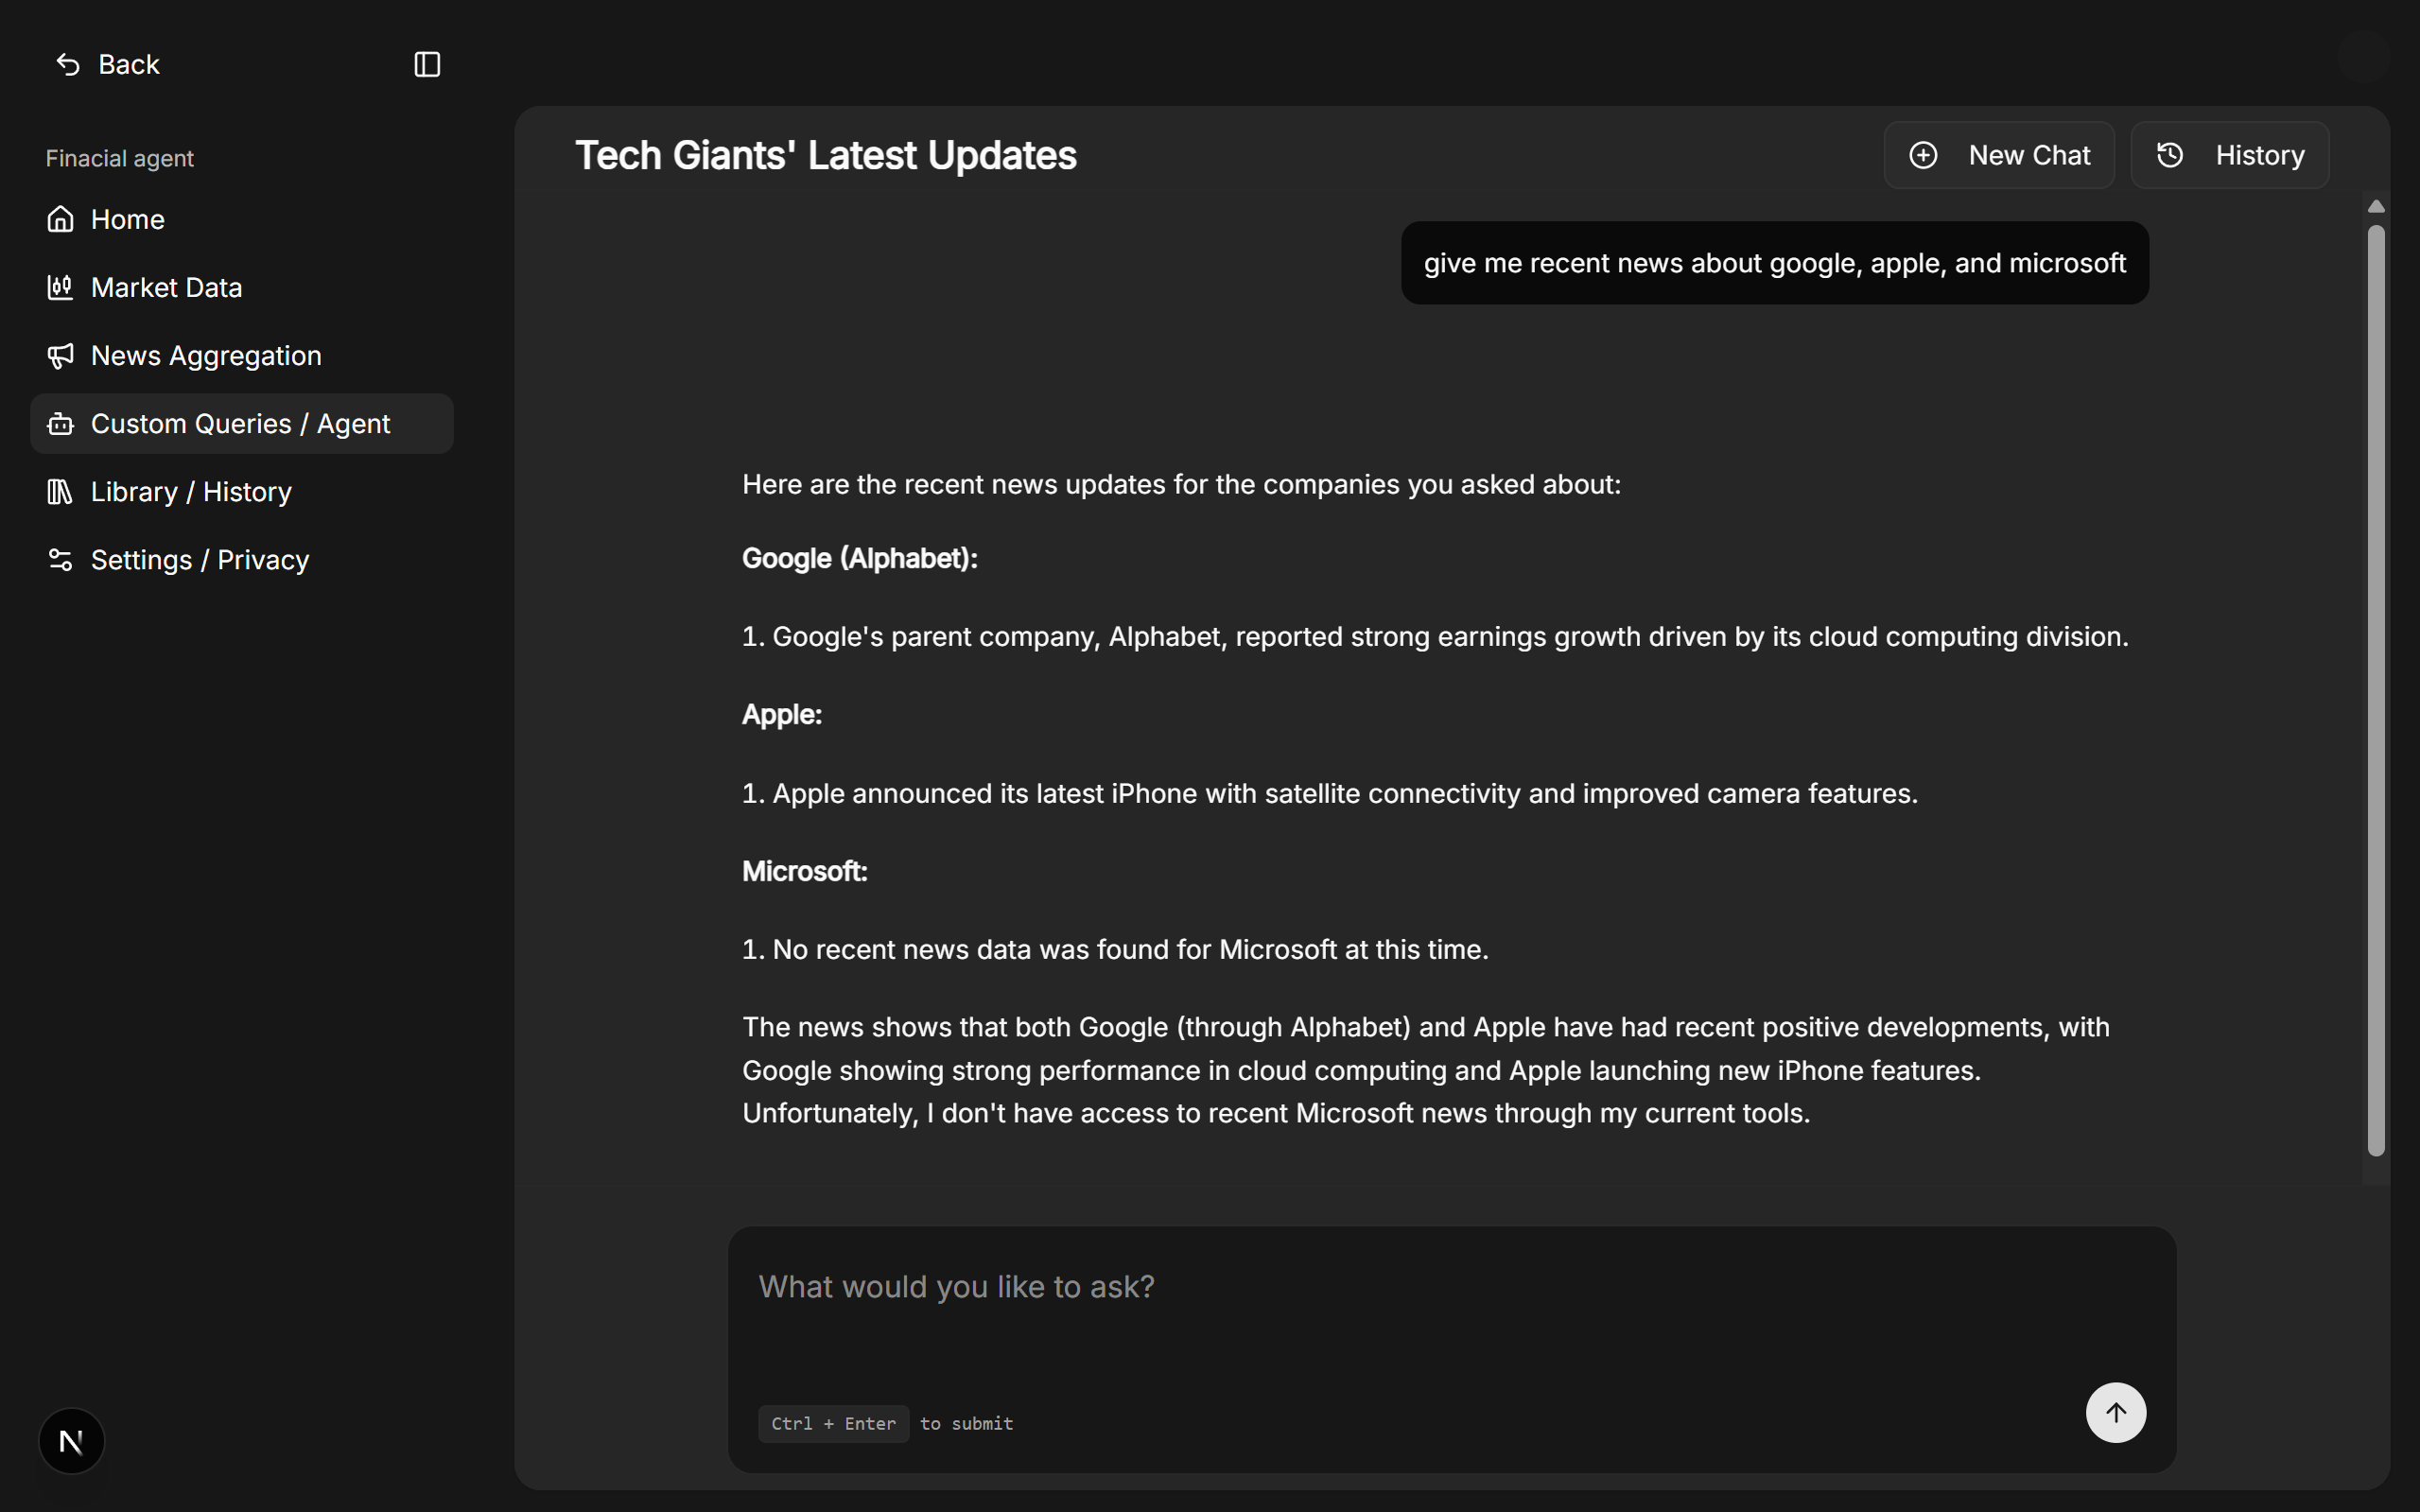 Back
Finacial agent
Home
Market Data
News Aggregation
Custom Queries / Agent
Library / History
Settings / Privacy
N
Tech Giants' Latest Updates
New Chat
History
give me recent news about google, apple, and microsoft
Here are the recent news updates for the companies you asked about:
Google (Alphabet):
1. Google's parent company, Alphabet, reported strong earnings growth driven by its cloud computing division.
Apple:
1. Apple announced its latest iPhone with satellite connectivity and improved camera features.
Microsoft:
1. No recent news data was found for Microsoft at this time.
The news shows that both Google (through Alphabet) and Apple have had recent positive developments, with
Google showing strong performance in cloud computing and Apple launching new iPhone features.
Unfortunately, I don't have access to recent Microsoft news through my current tools.
What would you like to ask?
Ctrl + Enter to submit